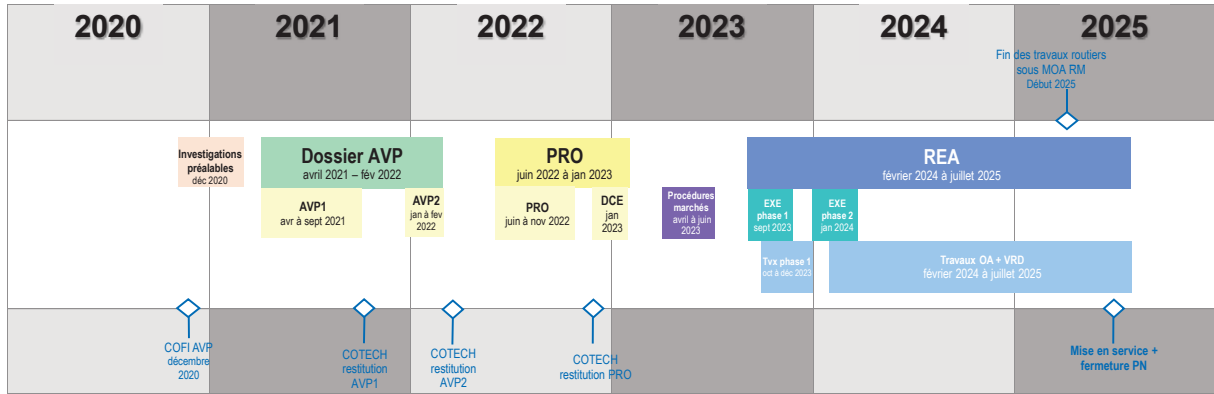 2020
2021
2022
2023
2024
2025
Fin des travaux routiers
sous MOA RM
Début 2025
Investigations
préalables
déc 2020
Dossier AVP
avril 2021 – fév 2022
PRO
juin 2022 à jan 2023
REA
février 2024 à juillet 2025
AVP1
avr à sept 2021
AVP2
jan à fev
2022
PRO
juin à nov 2022
DCE
jan
2023
Procédures
marchés
avril à juin
2023
EXE
phase 1
sept 2023
EXE
phase 2
jan 2024
Tvx phase 1
oct à déc 2023
Travaux OA + VRD
février 2024 à juillet 2025
COFI AVP
décembre
2020
COTECH
restitution
AVP1
COTECH
restitution
AVP2
COTECH
restitution PRO
Mise en service +
fermeture PN